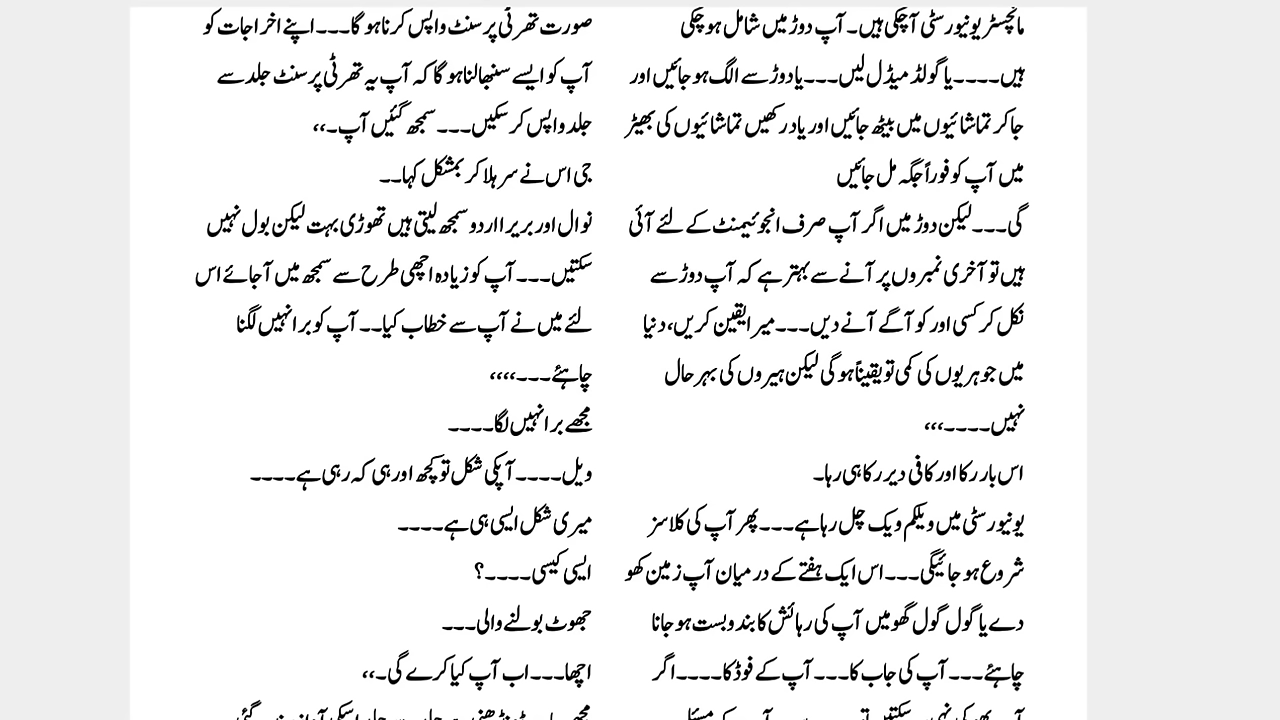 مانچسٹر یونیورسٹی آچکی ہیں۔ آپ دوڑ میں شامل ہو چکی
ہیں۔۔۔۔ یا گولڈ میڈل لیں۔۔۔ یا دوڑ سے الگ ہو جائیں اور
جاکر تماشائیوں میں بیٹھ جائیں اور یاد رکھیں تماشائیوں کی بھیڑ
میں آپ کو فوراً جگہ مل جائیں
گی۔۔۔ لیکن دوڑ میں اگر آپ صرف انجوئیمنٹ کے لئے آئی
ہیں تو آخری نمبروں پر آنے سے بہتر ہے کہ آپ دوڑ سے
نکل کر کسی اور کو آگے آنے دیں۔۔۔ میرا یقین کریں، دنیا
میں جوہریوں کی کمی تو یقیناً ہو گی لیکن ہیروں کی بہر حال
نہیں۔۔۔۔،،،
اس بار رکا اور کافی دیر رکا ہی رہا۔
یونیورسٹی میں ویلکم ویک چل رہا ہے۔۔۔ پھر آپ کی کلاسز
شروع ہو جائیگی۔۔۔ اس ایک ہفتے کے درمیان آپ زمین کھو
دے یا گول گول گھو میں آپ کی رہائش کا بندوبست ہو جانا
چاہئے۔۔۔ آپ کی جاب کا۔۔۔ آپ کے فوڈ کا۔۔۔۔ اگر
صورت تھرٹی پرسنٹ واپس کرنا ہو گا۔۔۔ اپنے اخراجات کو
آپ کو ایسے سنبھالنا ہو گا کہ آپ یہ تھرٹی پرسنٹ جلد سے
جلد واپس کر سکیں۔۔۔ سمجھ گئیں آپ۔،،
جی اس نے سر ہلا کر بمشکل کہا۔۔
نوال اور بریرا اردو سمجھ لیتی ہیں تھوڑی بہت لیکن بول نہیں
سکتیں۔۔۔ آپ کو زیادہ اچھی طرح سے سمجھ میں آجائے اس
لئے میں نے آپ سے خطاب کیا۔۔ آپ کو برا نہیں لگنا
چاہئے۔۔۔،،،،
مجھے برا نہیں لگا۔۔۔۔
ویل۔۔۔۔ آپکی شکل تو کچھ اور ہی کہ رہی ہے۔۔۔۔
میری شکل ایسی ہی ہے۔۔۔۔
ایسی کیسی۔۔۔۔؟
جھوٹ بولنے والی۔۔۔
اچھا۔۔۔ اب آپ کیا کرے گی۔،،